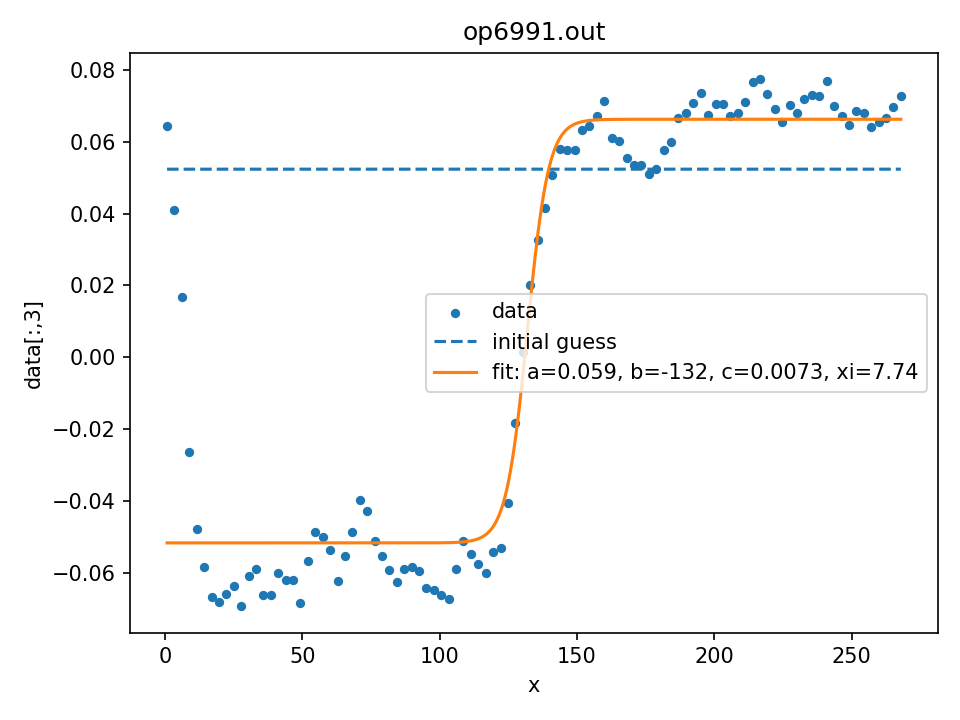 op6991.out
0.08
0.06
0.04
0.02
0.00
−0.02
−0.04
−0.06
data[:,3]
data
initial guess
fit: a=0.059, b=-132, c=0.0073, xi=7.74
0 50 100 150 200 250
x